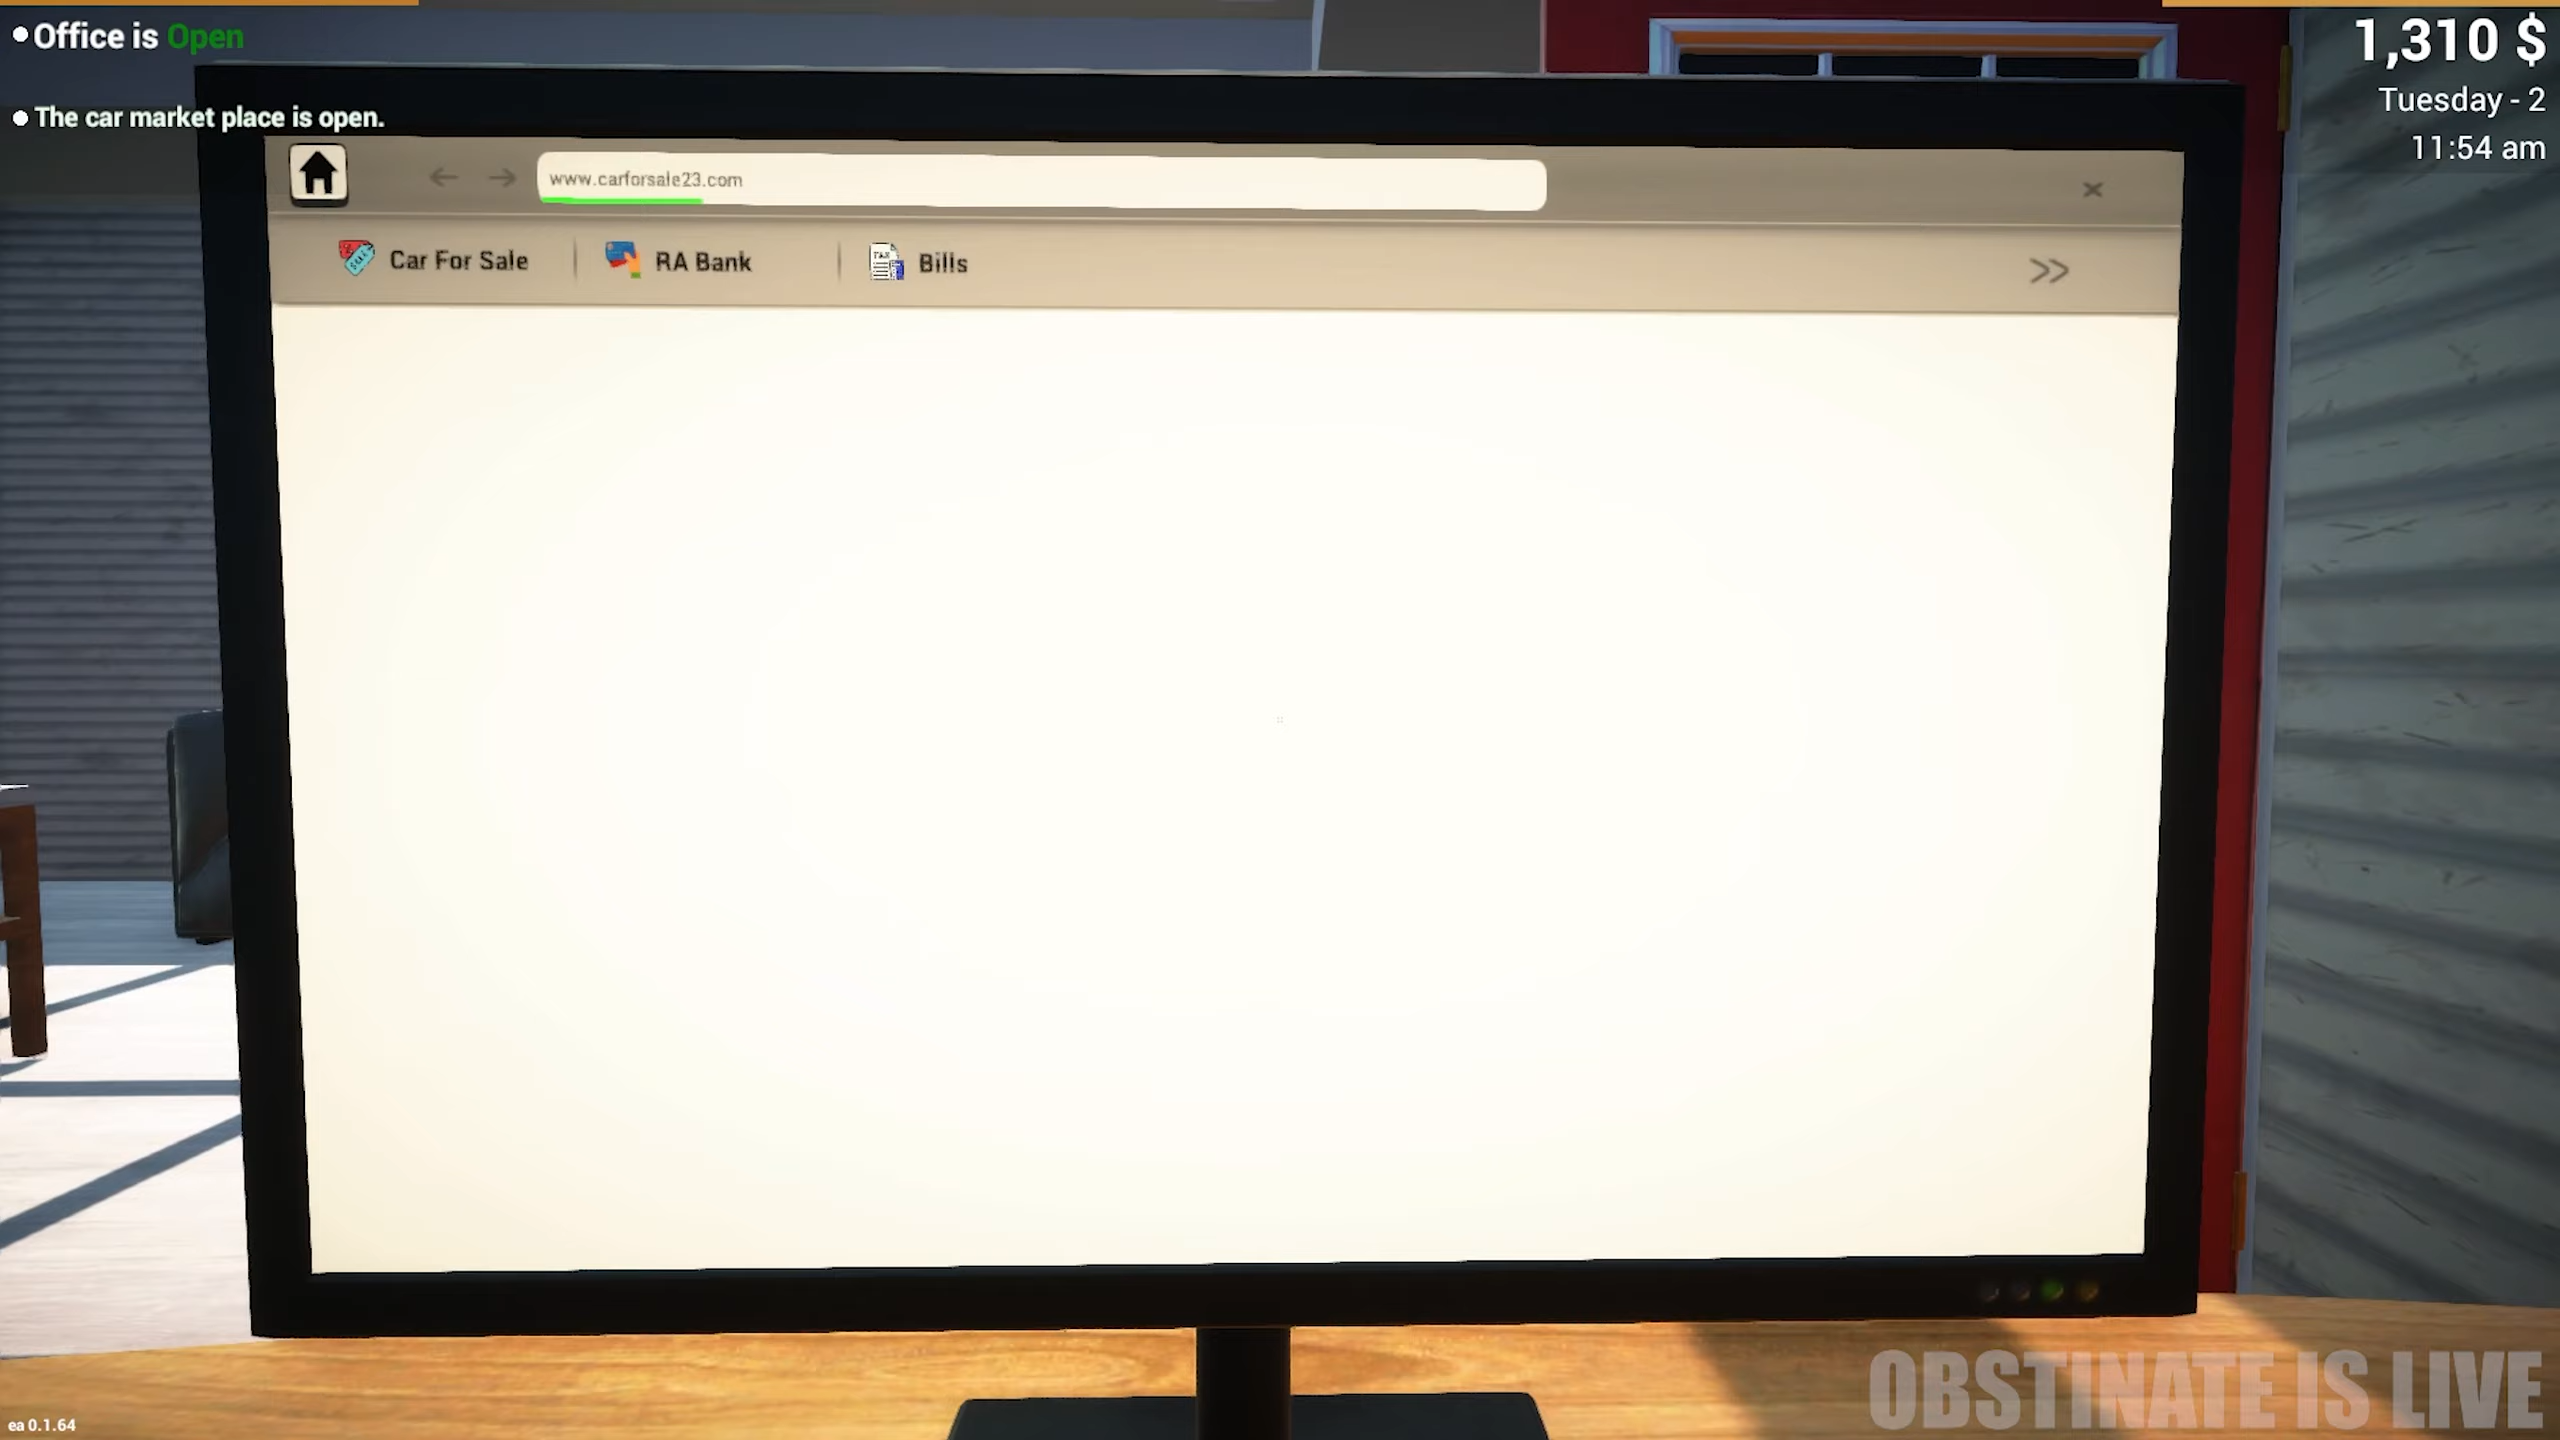 Office is Open
The car market place is open.
1,310 $
Tuesday - 2
11:54 am
www.carforsale23.com
Car For Sale
RA Bank
Bills
>>
OBSTINATE IS LIVE
ea 0.1.64